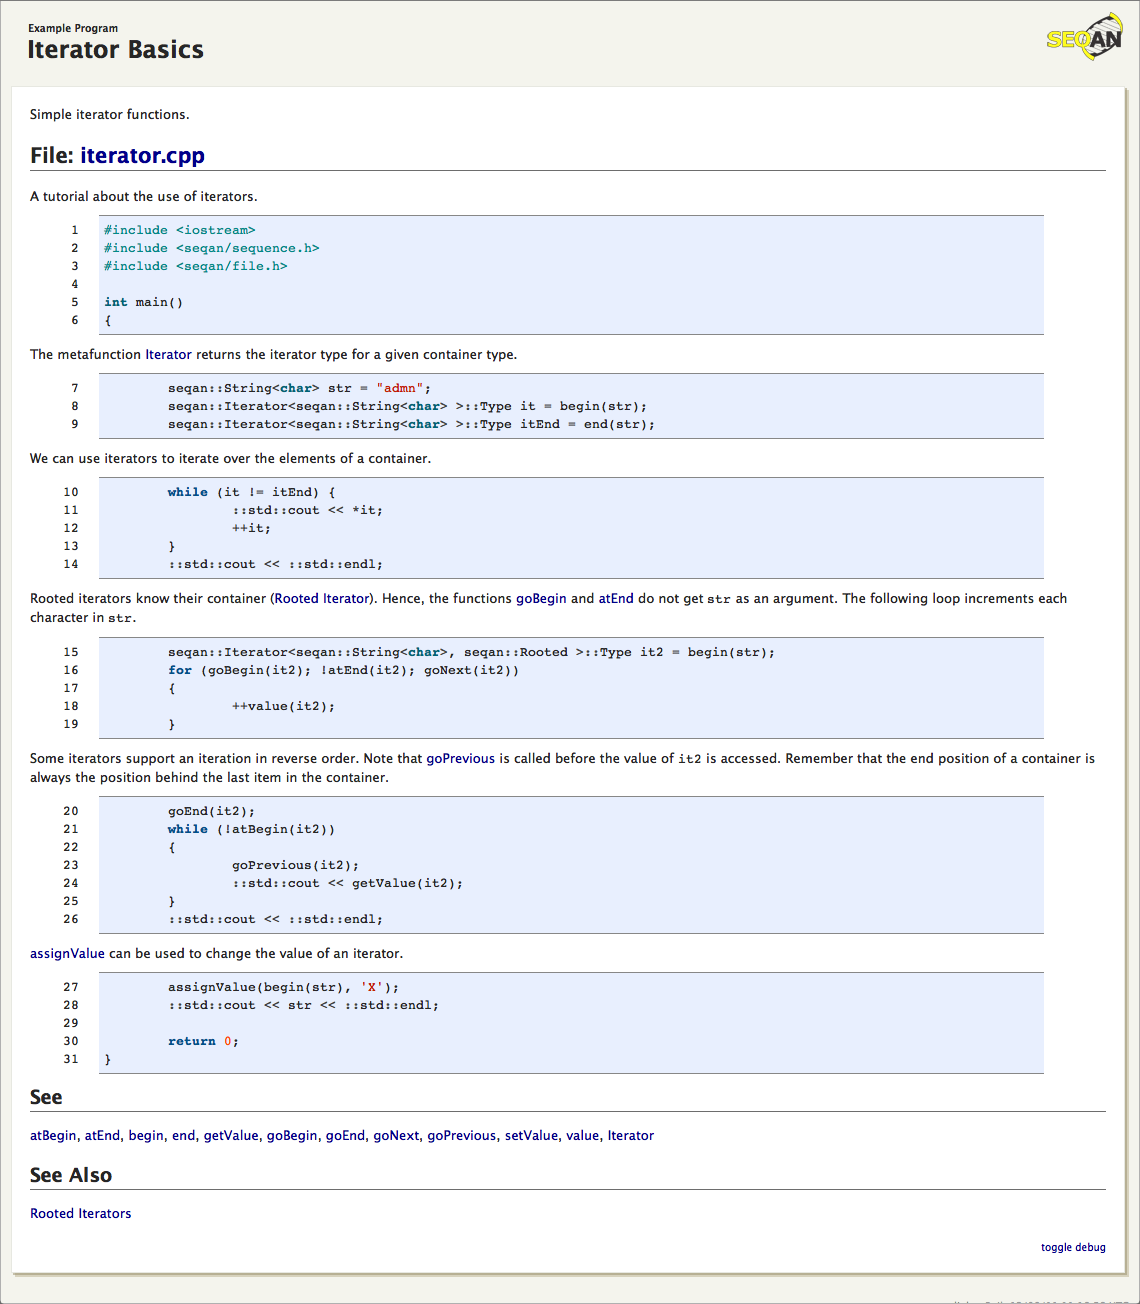 Example Program
Iterator Basics
SEQAN
Simple iterator functions.
File: iterator.cpp
A tutorial about the use of iterators.
1 #include <iostream>
2 #include <seqan/sequence.h>
3 #include <seqan/file.h>
4
5 int main()
6 {
The metafunction Iterator returns the iterator type for a given container type.
7 seqan::String<char> str = "admn";
8 seqan::Iterator<seqan::String<char> >::Type it = begin(str);
9 seqan::Iterator<seqan::String<char> >::Type itEnd = end(str);
We can use iterators to iterate over the elements of a container.
10 while (it != itEnd) {
11 ::std::cout << *it;
12 ++it;
13 }
14 ::std::cout << ::std::endl;
Rooted iterators know their container (Rooted Iterator). Hence, the functions goBegin and atEnd do not get str as an argument. The following loop increments each
character in str.
15 seqan::Iterator<seqan::String<char>, seqan::Rooted >::Type it2 = begin(str);
16 for (goBegin(it2); !atEnd(it2); goNext(it2))
17 {
18 ++value(it2);
19 }
Some iterators support an iteration in reverse order. Note that goPrevious is called before the value of it2 is accessed. Remember that the end position of a container is
always the position behind the last item in the container.
20 goEnd(it2);
21 while (!atBegin(it2))
22 {
23 goPrevious(it2);
24 ::std::cout << getValue(it2);
25 }
26 ::std::cout << ::std::endl;
assignValue can be used to change the value of an iterator.
27 assignValue(begin(str), 'X');
28 ::std::cout << str << ::std::endl;
29
30 return 0;
31 }
See
atBegin, atEnd, begin, end, getValue, goBegin, goEnd, goNext, goPrevious, setValue, value, Iterator
See Also
Rooted Iterators
toggle debug